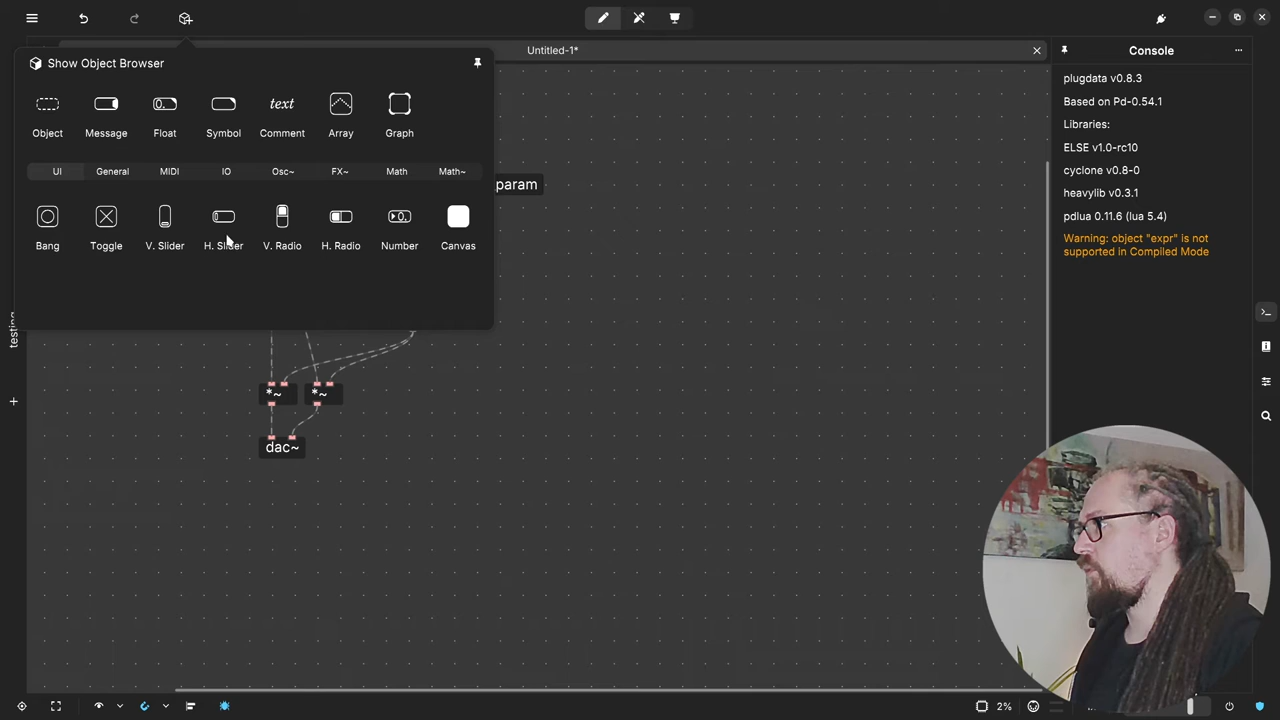 Untitled-1*
Console
Show Object Browser
text
Object Message Float Symbol Comment Array Graph
UI General MIDI IO Osc~ FX~ Math Math~
Bang Toggle V. Slider H. Slider V. Radio H. Radio Number Canvas
param
plugdata v0.8.3
Based on Pd-0.54.1
Libraries:
ELSE v1.0-rc10
cyclone v0.8-0
heavylib v0.3.1
pdlua 0.11.6 (lua 5.4)
Warning: object "expr" is not
supported in Compiled Mode
testing
*~ *~
dac~
2%